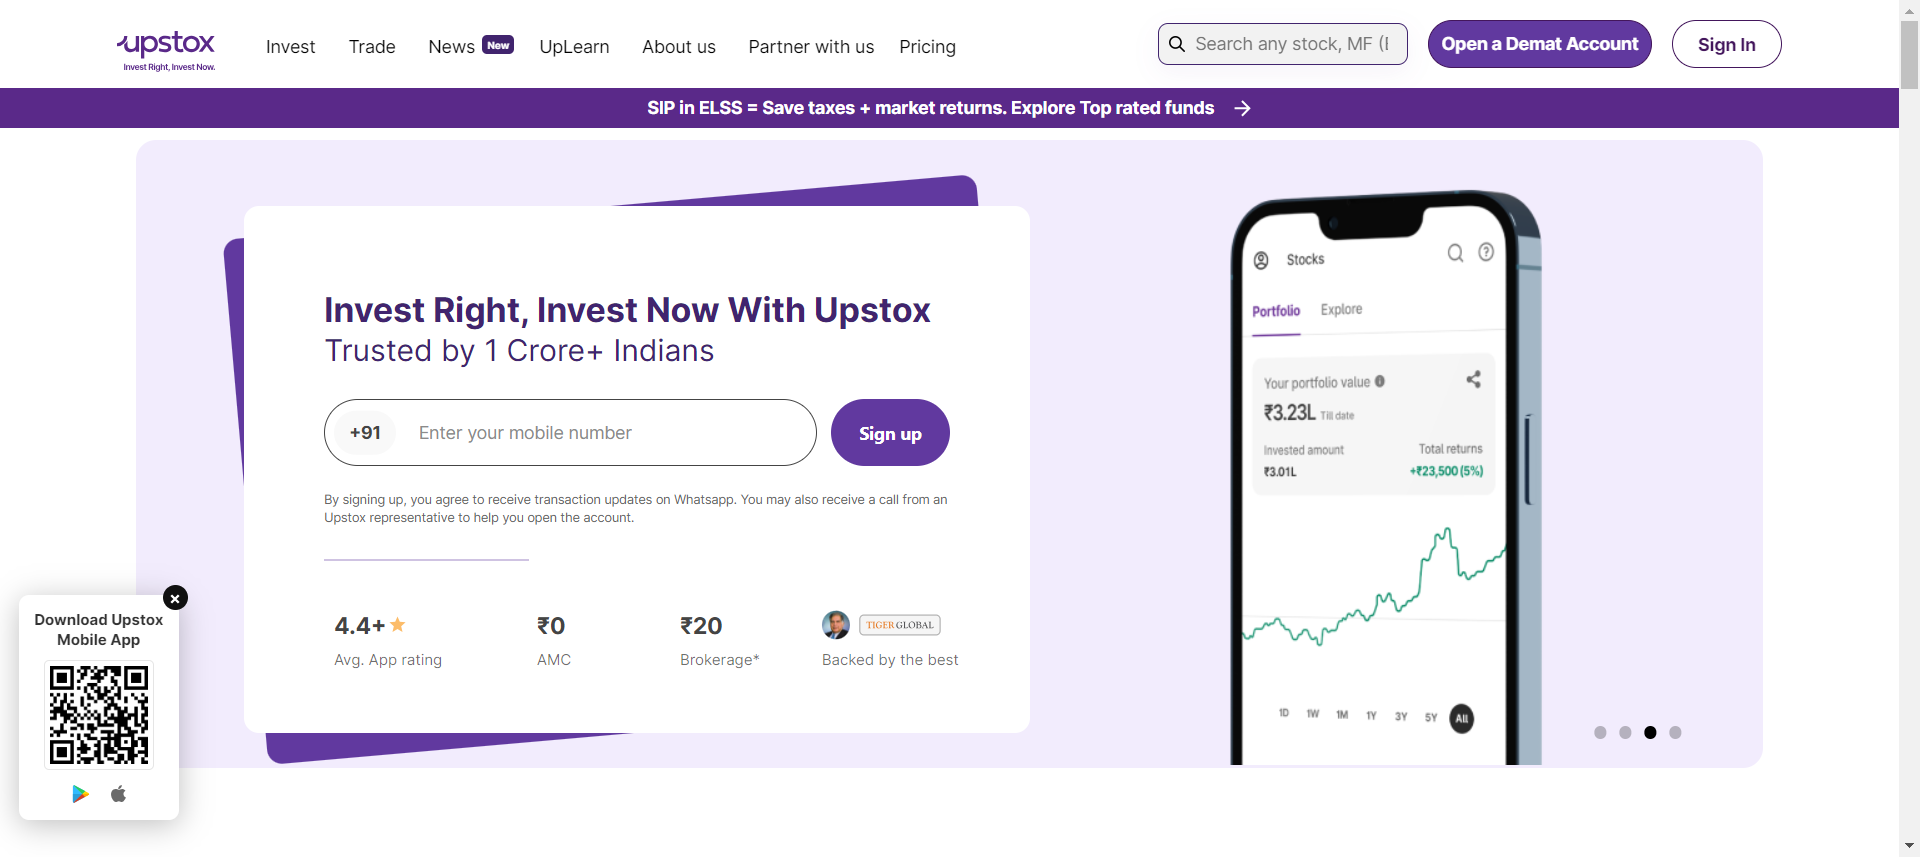 upstox
Invest Right, Invest Now.
Invest
Trade
News New
UpLearn
About us
Partner with us
Pricing
Search any stock, MF (I
Open a Demat Account
Sign In
SIP in ELSS = Save taxes + market returns. Explore Top rated funds
Invest Right, Invest Now With Upstox
Trusted by 1 Crore+ Indians
+91
Enter your mobile number
Sign up
By signing up, you agree to receive transaction updates on Whatsapp. You may also receive a call from an
Upstox representative to help you open the account.
4.4+
Avg. App rating
₹0
AMC
₹20
Brokerage*
TIGER GLOBAL
Backed by the best
Stocks
Portfolio
Explore
Your portfolio value
₹3.23L Till date
Invested amount
Total returns
₹3.01L
+₹23,500 (5%)
1D 1W 1M 1Y 3Y 5Y All
Download Upstox
Mobile App